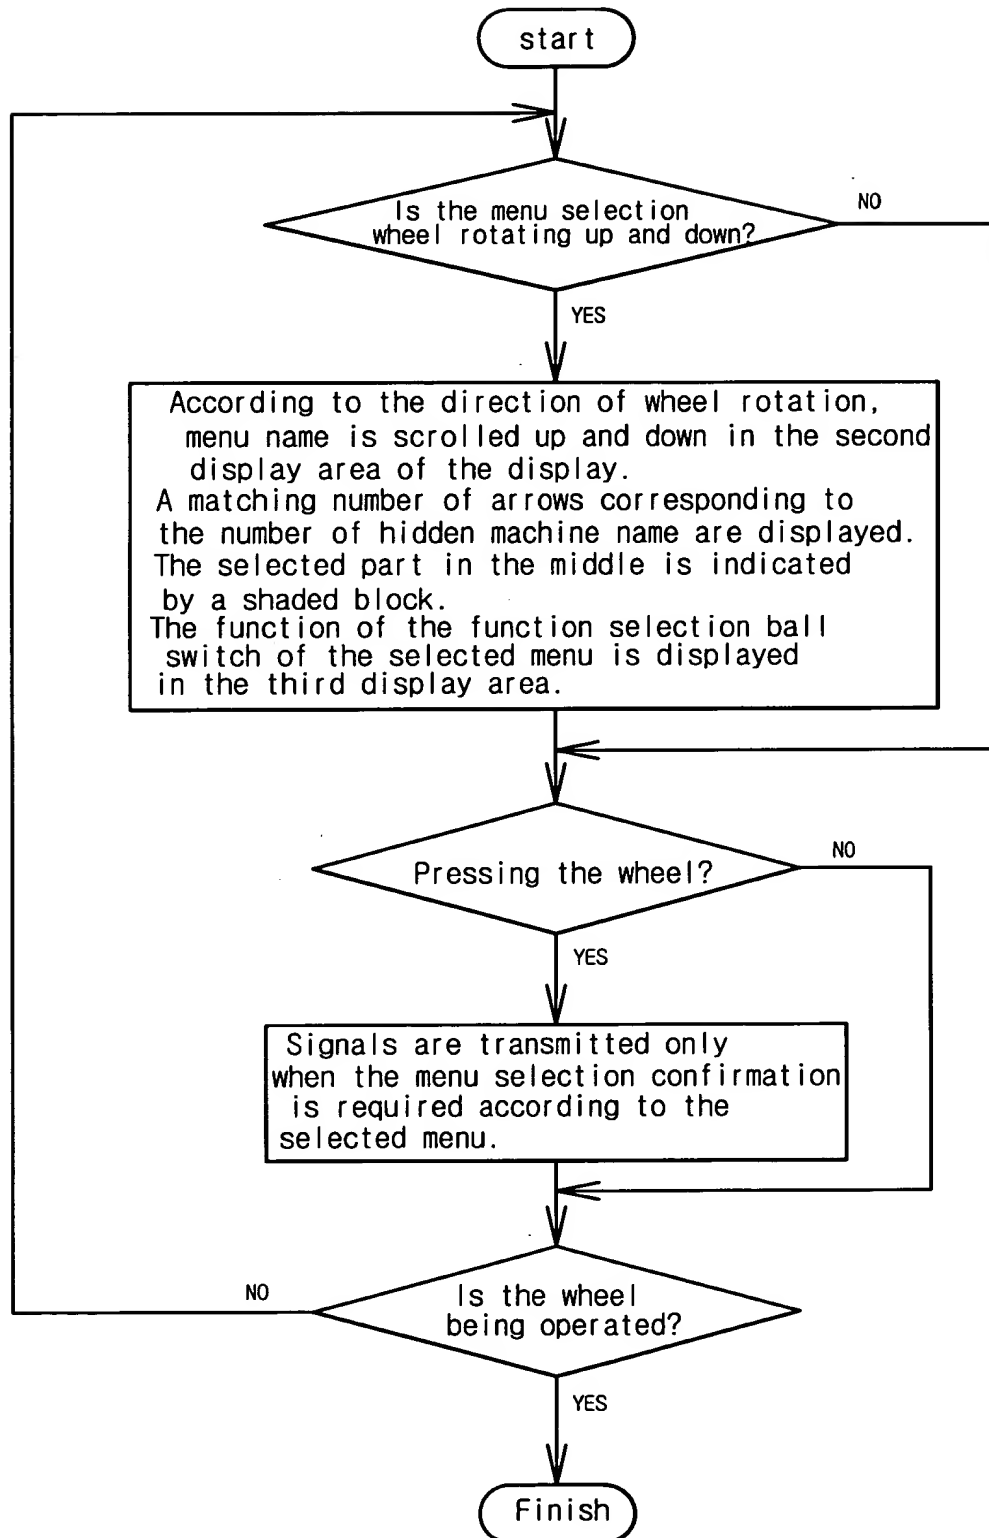 start
Is the menu selection
wheel rotating up and down?
NO
YES
According to the direction of wheel rotation,
menu name is scrolled up and down in the second
display area of the display.
A matching number of arrows corresponding to
the number of hidden machine name are displayed.
The selected part in the middle is indicated
by a shaded block.
The function of the function selection ball
switch of the selected menu is displayed
in the third display area.
Pressing the wheel?
NO
YES
Signals are transmitted only
when the menu selection confirmation
is required according to the
selected menu.
NO
Is the wheel
being operated?
YES
Finish